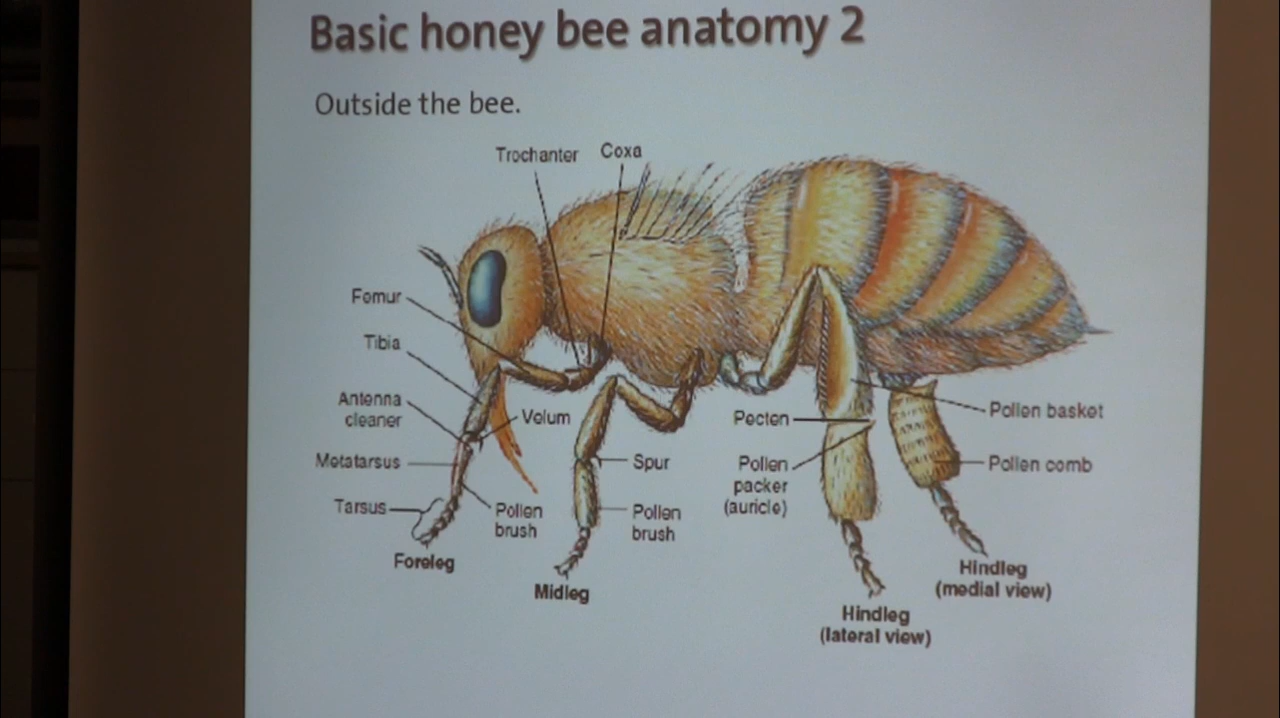 Basic honey bee anatomy 2
Outside the bee.
Trochanter
Coxa
Femur
Tibia
Antenna
cleaner
Velum
Metatarsus
Tarsus
Pollen
brush
Foreleg
Spur
Pollen
brush
Midleg
Pecten
Pollen
packer
(auricle)
Pollen basket
Pollen comb
Hindleg
(medial view)
Hindleg
(lateral view)